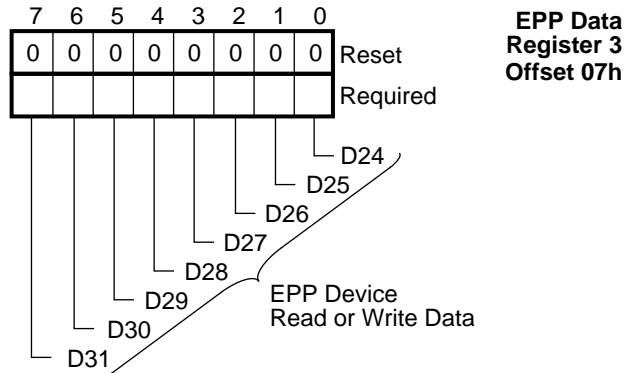 7 6 5 4 3 2 1 0
EPP Data
Register 3
Offset 07h
0 0 0 0 0 0 0 0 Reset
Required
D24
D25
D26
D27
D28
D29
D30
D31
EPP Device
Read or Write Data